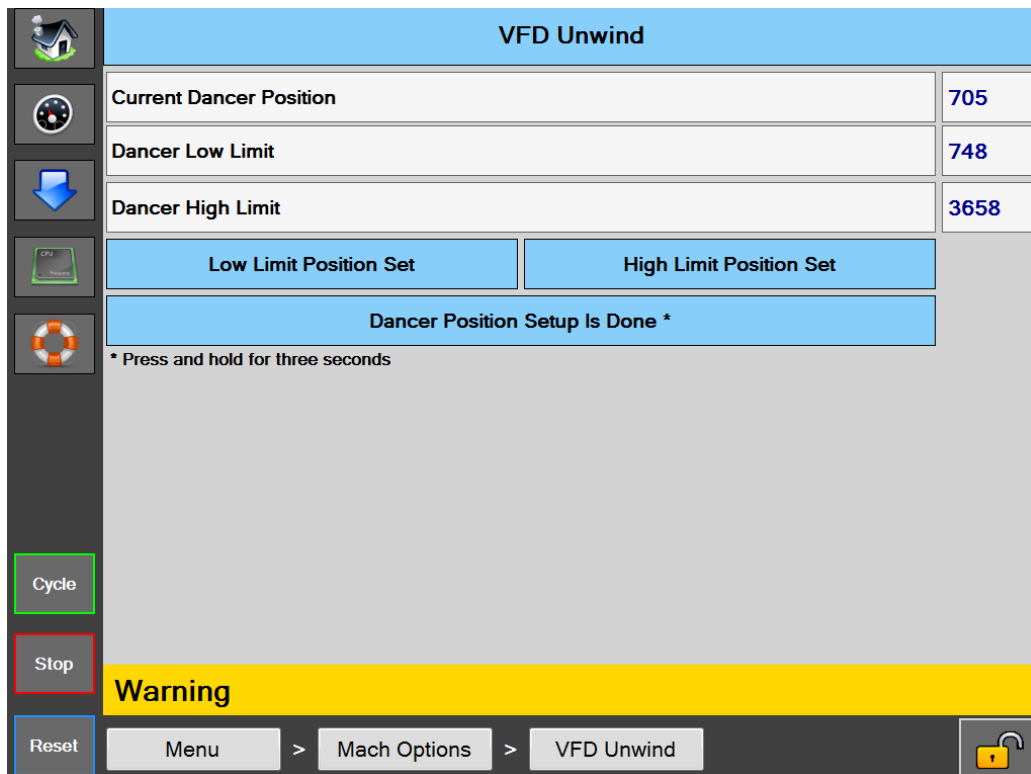 VFD Unwind
Current Dancer Position 705
Dancer Low Limit 748
Dancer High Limit 3658
Low Limit Position Set High Limit Position Set
Dancer Position Setup Is Done *
* Press and hold for three seconds
CPU
Cycle
Stop
Warning
Reset Menu > Mach Options > VFD Unwind